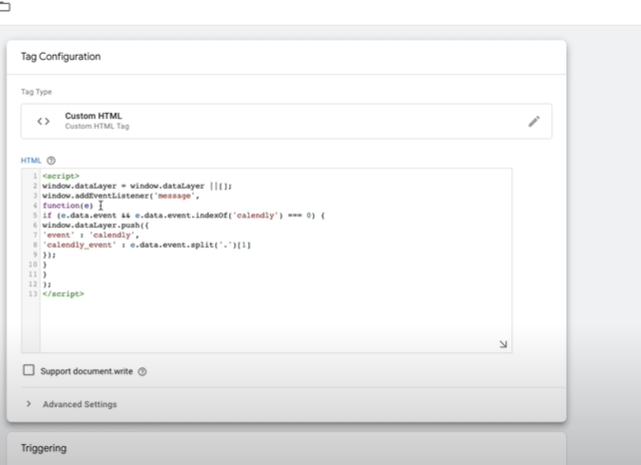 Tag Configuration
Tag Type
Custom HTML
Custom HTML Tag
HTML
1 <script>
2 window.dataLayer = window.dataLayer ||[];
3 window.addEventListener('message',
4 function(e) {
5 if (e.data.event && e.data.event.indexOf('calendly') === 0) {
6 window.dataLayer.push({
7 'event' : 'calendly',
8 'calendly_event' : e.data.event.split('.')[1]
9 });
10 }
11 }
12 );
13 </script>
Support document.write
Advanced Settings
Triggering